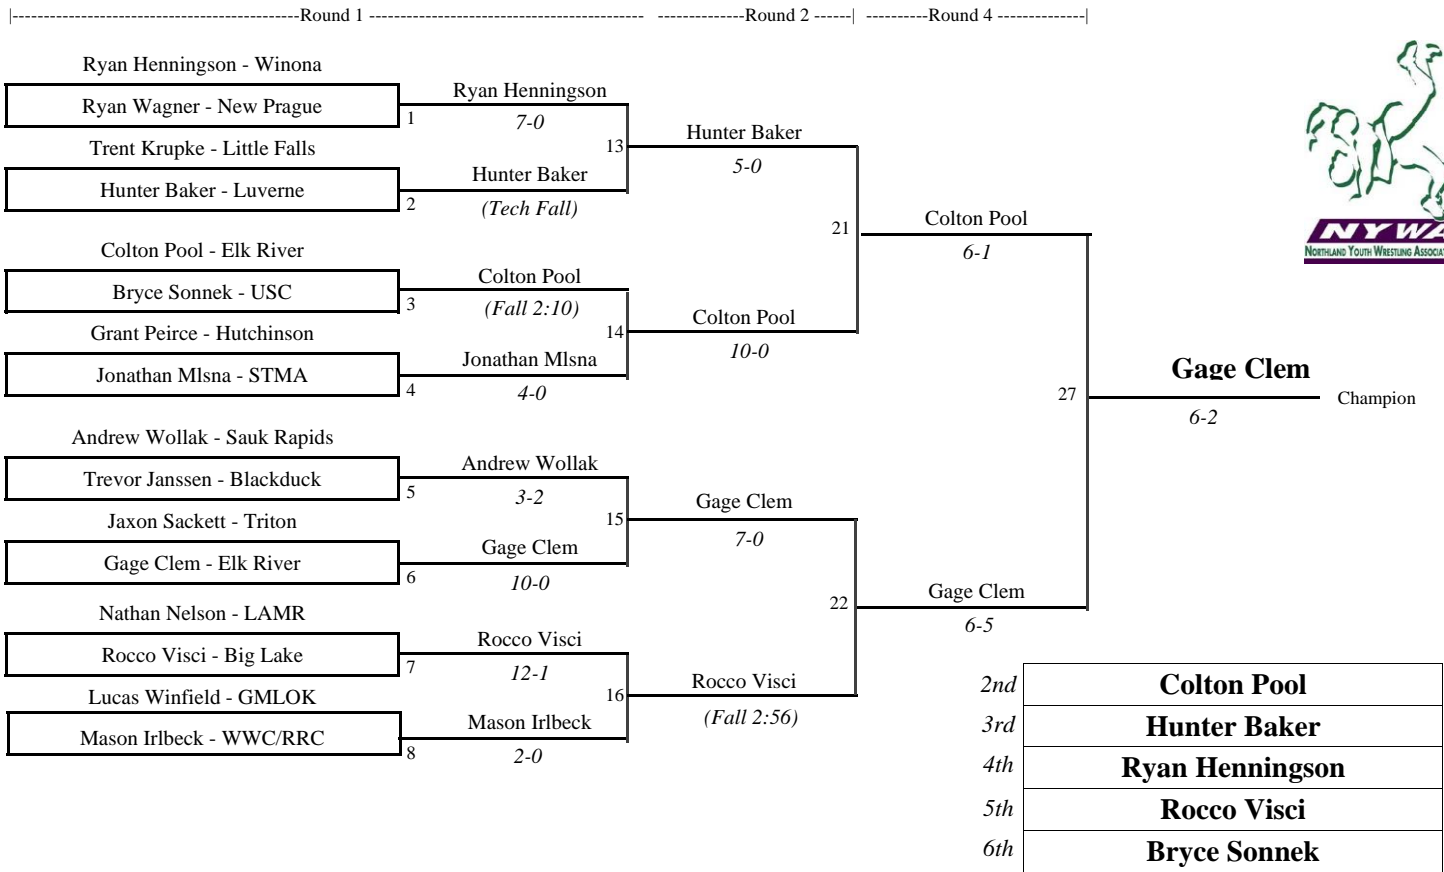 |--------------------------------------------Round 1 ------------------------------------------ -------------Round 2 ------| ----------Round 4 --------------|
Ryan Henningson - Winona
Ryan Wagner - New Prague
1
Ryan Henningson
7-0
Trent Krupke - Little Falls
Hunter Baker - Luverne
2
Hunter Baker
(Tech Fall)
13
Hunter Baker
5-0
Colton Pool - Elk River
Bryce Sonnek - USC
3
Colton Pool
(Fall 2:10)
Grant Peirce - Hutchinson
Jonathan Mlsna - STMA
4
Jonathan Mlsna
4-0
14
Colton Pool
10-0
21
Colton Pool
6-1
Andrew Wollak - Sauk Rapids
Trevor Janssen - Blackduck
5
Andrew Wollak
3-2
Jaxon Sackett - Triton
Gage Clem - Elk River
6
Gage Clem
10-0
15
Gage Clem
7-0
Nathan Nelson - LAMR
Rocco Visci - Big Lake
7
Rocco Visci
12-1
Lucas Winfield - GMLOK
Mason Irlbeck - WWC/RRC
8
Mason Irlbeck
2-0
16
Rocco Visci
(Fall 2:56)
22
Gage Clem
6-5
27
Gage Clem
6-2
Champion
NYWA
NORTHLAND YOUTH WRESTLING ASSOCIAT
2nd Colton Pool
3rd Hunter Baker
4th Ryan Henningson
5th Rocco Visci
6th Bryce Sonnek